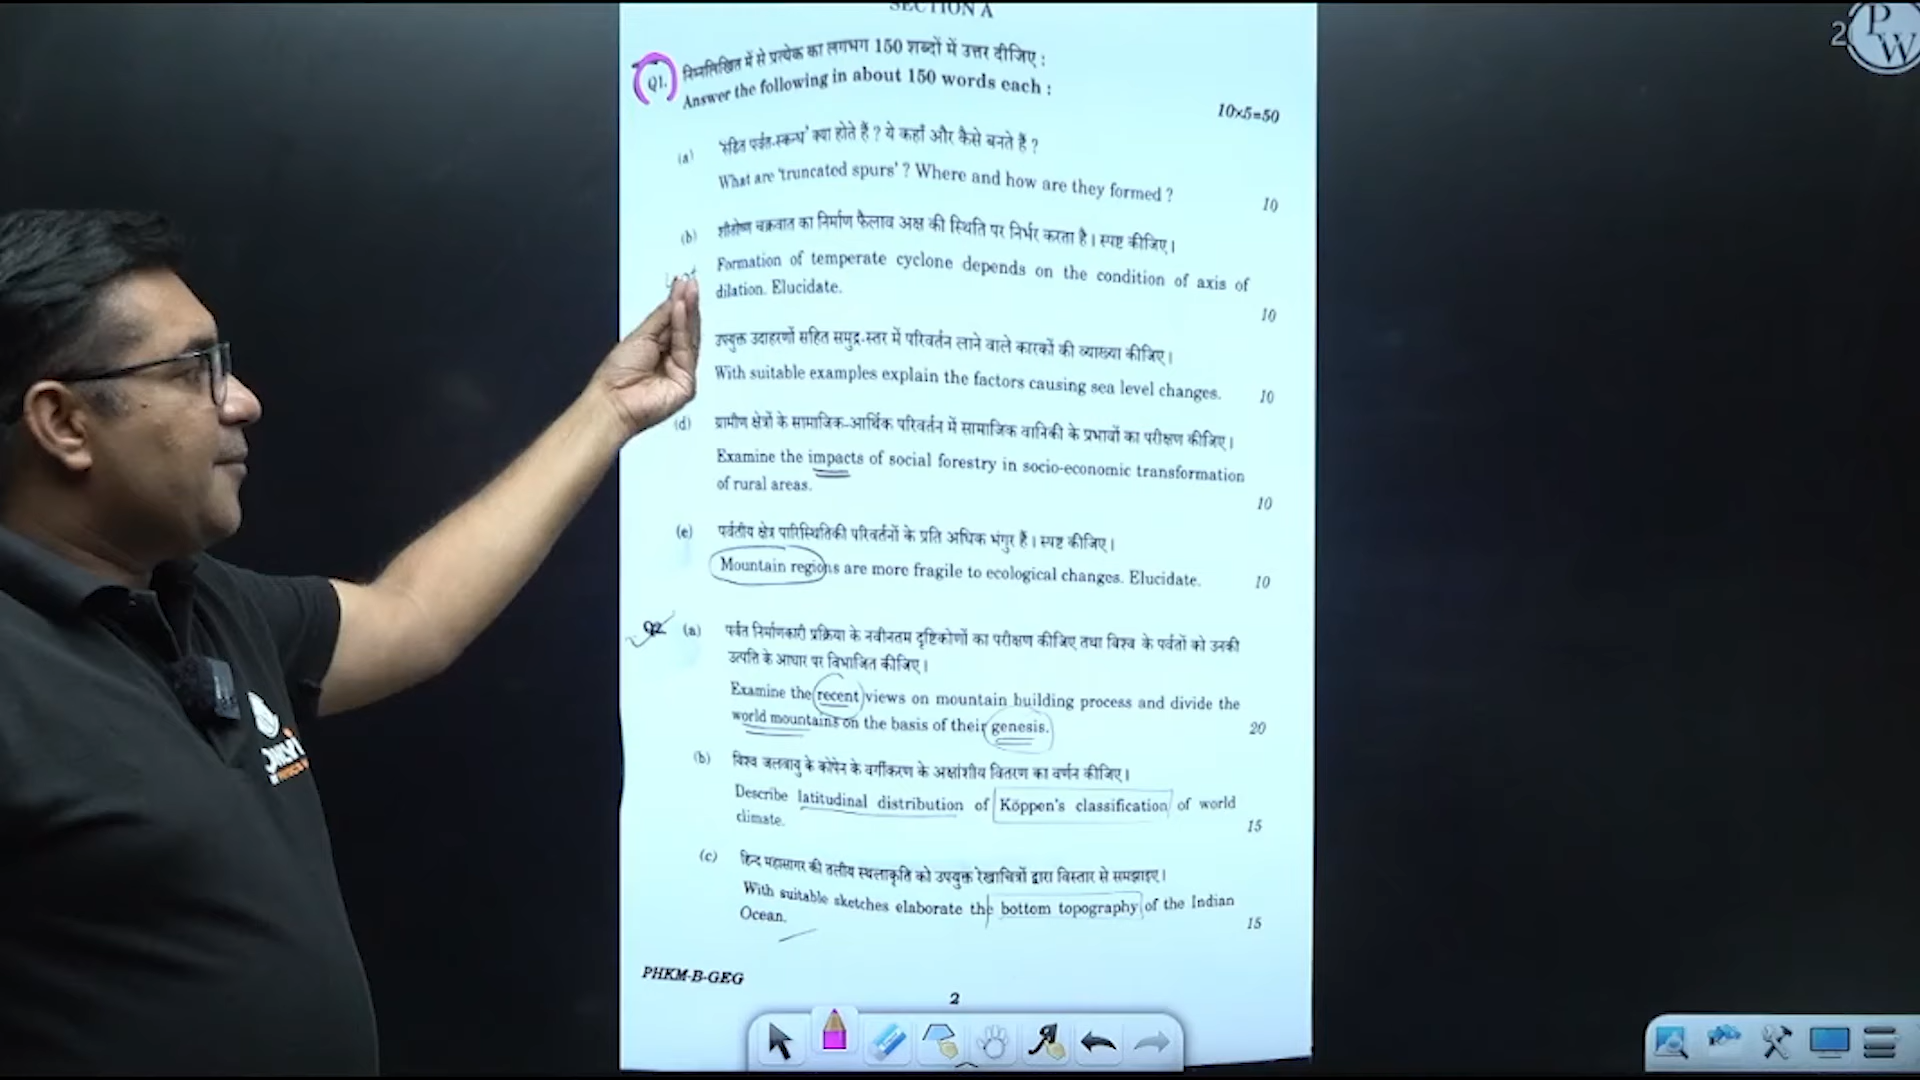 SECTION A
PW
2
Q1. निम्नलिखित में से प्रत्येक का लगभग 150 शब्दों में उत्तर दीजिए :
Answer the following in about 150 words each :
10×5=50
(a) 'रुंडित पर्वत-स्कन्ध' क्या होते हैं ? ये कहाँ और कैसे बनते हैं ?
What are 'truncated spurs' ? Where and how are they formed ? 10
(b) शीतोष्ण चक्रवात का निर्माण फैलाव अक्ष की स्थिति पर निर्भर करता है । स्पष्ट कीजिए ।
Formation of temperate cyclone depends on the condition of axis of
dilation. Elucidate. 10
उपयुक्त उदाहरणों सहित समुद्र-स्तर में परिवर्तन लाने वाले कारकों की व्याख्या कीजिए ।
With suitable examples explain the factors causing sea level changes. 10
(d) ग्रामीण क्षेत्रों के सामाजिक-आर्थिक परिवर्तन में सामाजिक वानिकी के प्रभावों का परीक्षण कीजिए ।
Examine the impacts of social forestry in socio-economic transformation
of rural areas. 10
(e) पर्वतीय क्षेत्र पारिस्थितिकी परिवर्तनों के प्रति अधिक भंगुर हैं । स्पष्ट कीजिए ।
Mountain regions are more fragile to ecological changes. Elucidate. 10
Q2. (a) पर्वत निर्माणकारी प्रक्रिया के नवीनतम दृष्टिकोणों का परीक्षण कीजिए तथा विश्व के पर्वतों को उनकी
उत्पत्ति के आधार पर विभाजित कीजिए ।
Examine the recent views on mountain building process and divide the
world mountains on the basis of their genesis. 20
(b) विश्व जलवायु के कोपेन के वर्गीकरण के अक्षांशीय वितरण का वर्णन कीजिए ।
Describe latitudinal distribution of Köppen's classification of world
climate. 15
(c) हिन्द महासागर की तलीय स्थलाकृति को उपयुक्त रेखाचित्रों द्वारा विस्तार से समझाइए ।
With suitable sketches elaborate the bottom topography of the Indian
Ocean. 15
PHKM-B-GEG
2